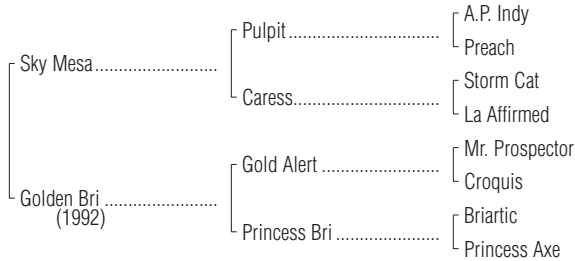 A.P. Indy
Pulpit
Preach
Sky Mesa
Storm Cat
Caress
La Affirmed
Mr. Prospector
Gold Alert
Croquis
Golden Bri
(1992)
Briartic
Princess Bri
Princess Axe